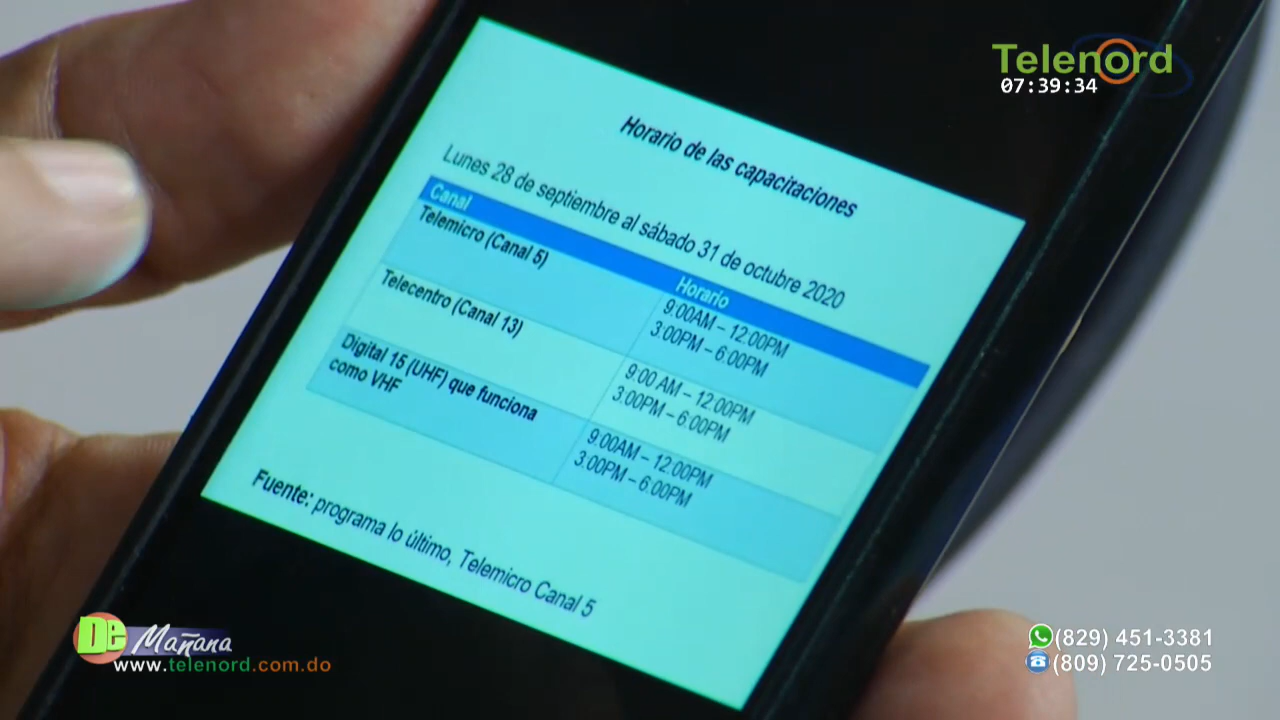 Telenord
07:39:34
Horario de las capacitaciones
Lunes 28 de septiembre al sábado 31 de octubre 2020
Canal
Horario
Telemicro (Canal 5)
9:00AM – 12:00PM
3:00PM – 6:00PM
Telecentro (Canal 13)
9:00 AM – 12:00PM
3:00PM – 6:00PM
Digital 15 (UHF) que funciona
como VHF
9:00AM – 12:00PM
3:00PM – 6:00PM
Fuente: programa lo último, Telemicro Canal 5
De Mañana
www.telenord.com.do
(829) 451-3381
(809) 725-0505